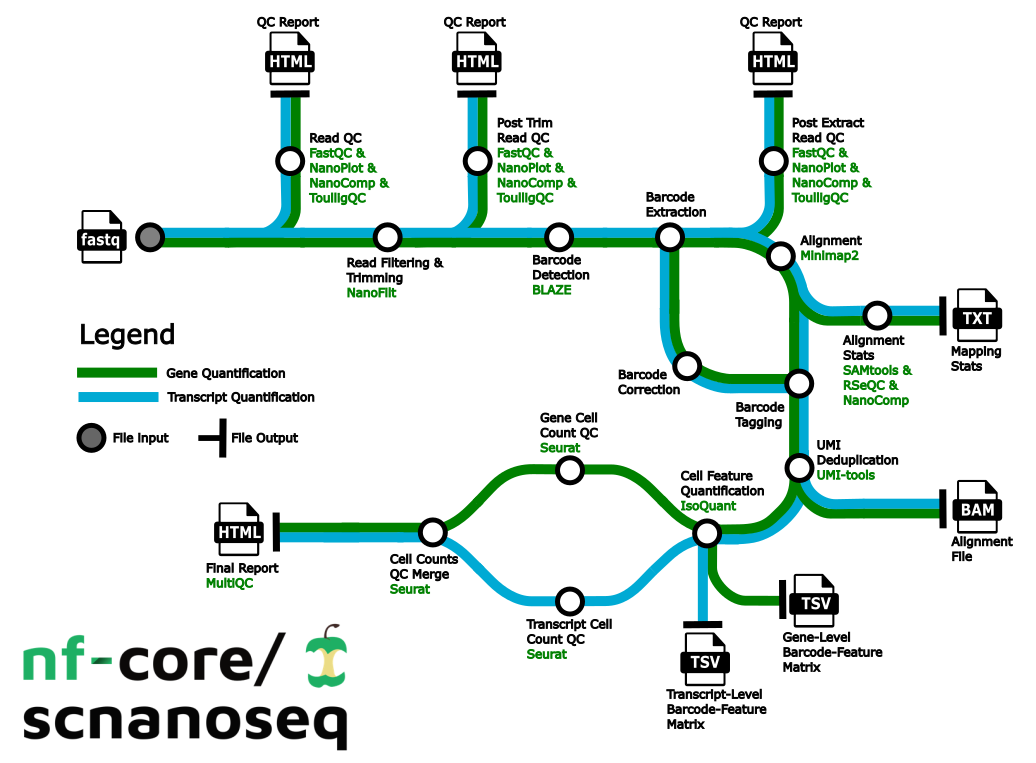 QC Report
HTML
QC Report
HTML
QC Report
HTML
Read QC
FastQC &
NanoPlot &
NanoComp &
ToulligQC
Post Trim
Read QC
FastQC &
NanoPlot &
NanoComp &
ToulligQC
Post Extract
Read QC
FastQC &
NanoPlot &
NanoComp &
ToulligQC
fastq
Read Filtering &
Trimming
NanoFilt
Barcode
Detection
BLAZE
Barcode
Extraction
Alignment
Minimap2
Alignment
Stats
SAMtools &
RSeQC &
NanoComp
TXT
Mapping
Stats
Barcode
Correction
Barcode
Tagging
Legend
Gene Quantification
Transcript Quantification
File Input
File Output
UMI
Deduplication
UMI-tools
BAM
Alignment
File
Gene Cell
Count QC
Seurat
Cell Feature
Quantification
IsoQuant
HTML
Final Report
MultiQC
Cell Counts
QC Merge
Seurat
Transcript Cell
Count QC
Seurat
TSV
Gene-Level
Barcode-Feature
Matrix
TSV
Transcript-Level
Barcode-Feature
Matrix
nf-core/
scnanoseq